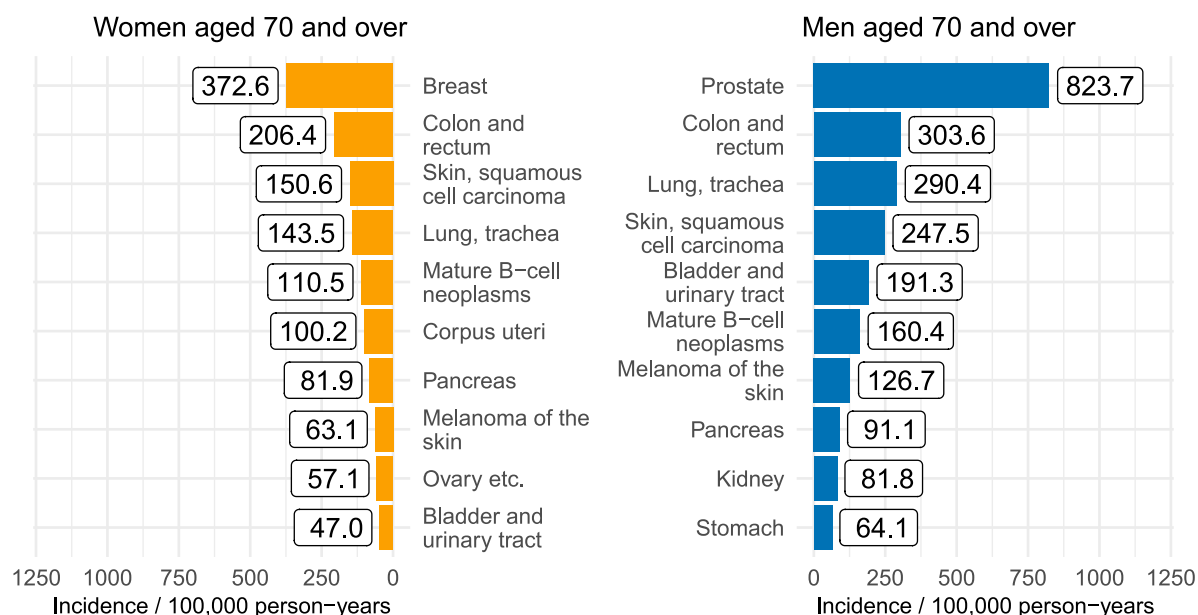 Women aged 70 and over
372.6
Breast
206.4
Colon and
rectum
150.6
Skin, squamous
cell carcinoma
143.5
Lung, trachea
110.5
Mature B−cell
neoplasms
100.2
Corpus uteri
81.9
Pancreas
63.1
Melanoma of the
skin
57.1
Ovary etc.
47.0
Bladder and
urinary tract
1250 1000 750 500 250 0
Incidence / 100,000 person−years
Men aged 70 and over
Prostate
823.7
Colon and
rectum
303.6
Lung, trachea
290.4
Skin, squamous
cell carcinoma
247.5
Bladder and
urinary tract
191.3
Mature B−cell
neoplasms
160.4
Melanoma of the
skin
126.7
Pancreas
91.1
Kidney
81.8
Stomach
64.1
0 250 500 750 1000 1250
Incidence / 100,000 person−years